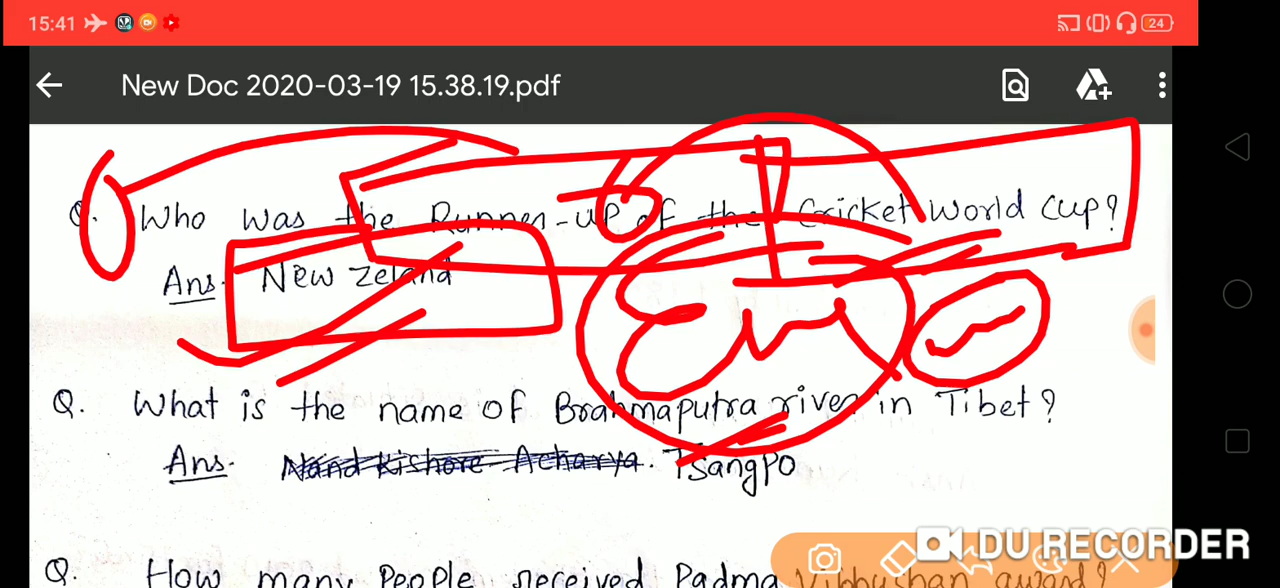 15:41
24
New Doc 2020-03-19 15.38.19.pdf
Q. Who was the Runner-up of the Cricket World Cup?
Ans. New Zeland
Eng
Q. What is the name of Brahmaputra river in Tibet?
Ans. Nand Kishore Acharya. Tsangpo
DU RECORDER
Q. How many People received Padma Vibhushan award?